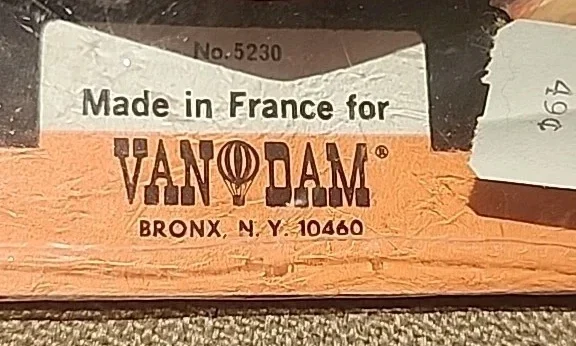 No. 5230
Made in France for
VAN DAM®
BRONX, N. Y. 10460
49¢